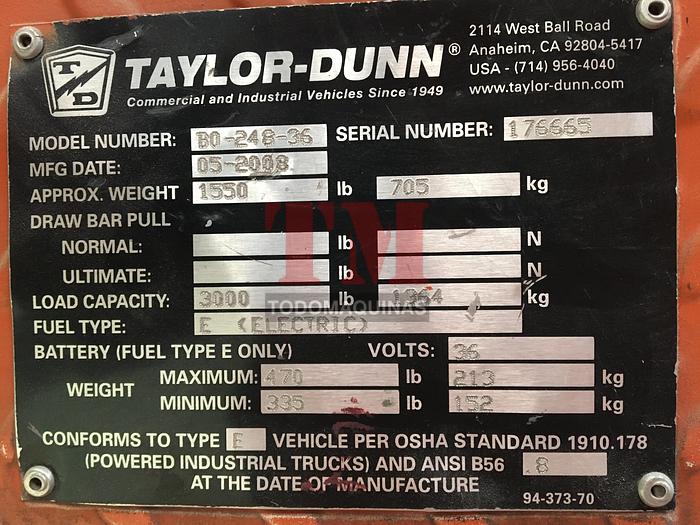 T/D TAYLOR-DUNN®
Commercial and Industrial Vehicles Since 1949
2114 West Ball Road
Anaheim, CA 92804-5417
USA - (714) 956-4040
www.taylor-dunn.com
MODEL NUMBER: B0-248-36 SERIAL NUMBER: 176665
MFG DATE: 05-2008
APPROX. WEIGHT 1550 lb 705 kg
DRAW BAR PULL
NORMAL: lb N
ULTIMATE: lb N
LOAD CAPACITY: 3000 lb 1364 kg
FUEL TYPE: E (ELECTRIC)
BATTERY (FUEL TYPE E ONLY) VOLTS: 36
WEIGHT MAXIMUM: 470 lb 213 kg
MINIMUM: 335 lb 152 kg
CONFORMS TO TYPE E VEHICLE PER OSHA STANDARD 1910.178
(POWERED INDUSTRIAL TRUCKS) AND ANSI B56 .8
AT THE DATE OF MANUFACTURE
94-373-70
TM
TODOMAQUINAS